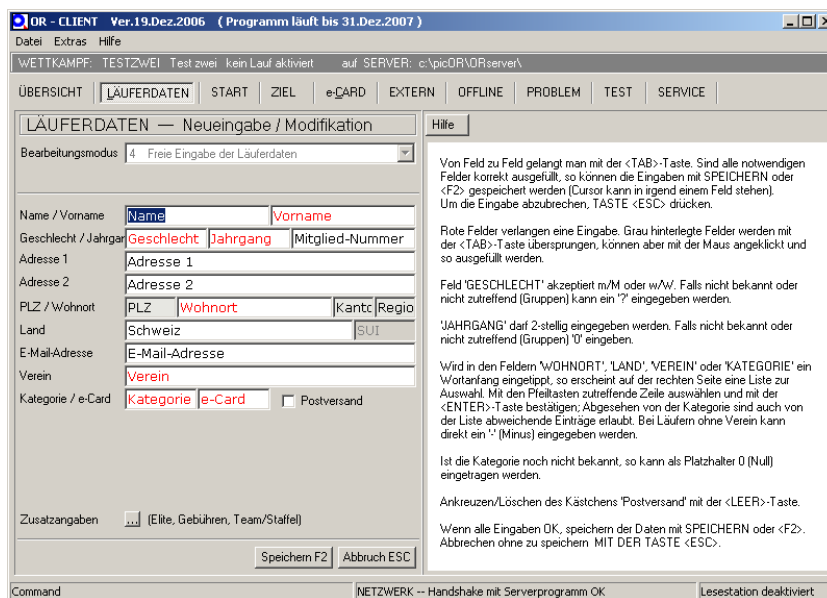 OR - CLIENT Ver.19.Dez.2006 ( Programm läuft bis 31.Dez.2007 )
Datei Extras Hilfe
WETTKAMPF: TESTZWEI Test zwei kein Lauf aktiviert auf SERVER: c:\picOR\ORserver\
ÜBERSICHT LÄUFERDATEN START ZIEL e-CARD EXTERN OFFLINE PROBLEM TEST SERVICE
LÄUFERDATEN — Neueingabe / Modifikation
Bearbeitungsmodus 4 Freie Eingabe der Läuferdaten
Name / Vorname Name Vorname
Geschlecht / Jahrgar Geschlecht Jahrgang Mitglied-Nummer
Adresse 1 Adresse 1
Adresse 2 Adresse 2
PLZ / Wohnort PLZ Wohnort Kantc Regio
Land Schweiz SUI
E-Mail-Adresse E-Mail-Adresse
Verein Verein
Kategorie / e-Card Kategorie e-Card Postversand
Zusatzangaben ... (Elite, Gebühren, Team/Staffel)
Speichern F2 Abbruch ESC
Hilfe
Von Feld zu Feld gelangt man mit der <TAB>-Taste. Sind alle notwendigen
Felder korrekt ausgefüllt, so können die Eingaben mit SPEICHERN oder
<F2> gespeichert werden (Cursor kann in irgend einem Feld stehen).
Um die Eingabe abzubrechen, TASTE <ESC> drücken.
Rote Felder verlangen eine Eingabe. Grau hinterlegte Felder werden mit
der <TAB>-Taste übersprungen, können aber mit der Maus angeklickt und
so ausgefüllt werden.
Feld 'GESCHLECHT' akzeptiert m/M oder w/W. Falls nicht bekannt oder
nicht zutreffend (Gruppen) kann ein '?' eingegeben werden.
'JAHRGANG' darf 2-stellig eingegeben werden. Falls nicht bekannt oder
nicht zutreffend (Gruppen) '0' eingeben.
Wird in den Feldern 'WOHNORT', 'LAND', 'VEREIN' oder 'KATEGORIE' ein
Wortanfang eingetippt, so erscheint auf der rechten Seite eine Liste zur
Auswahl. Mit den Pfeiltasten zutreffende Zeile auswählen und mit der
<ENTER>-Taste bestätigen; Abgesehen von der Kategorie sind auch von
der Liste abweichende Einträge erlaubt. Bei Läufern ohne Verein kann
direkt ein '-' (Minus) eingegeben werden.
Ist die Kategorie noch nicht bekannt, so kann als Platzhalter 0 (Null)
eingetragen werden.
Ankreuzen/Löschen des Kästchens 'Postversand' mit der <LEER>-Taste.
Wenn alle Eingaben OK, speichern der Daten mit SPEICHERN oder <F2>.
Abbrechen ohne zu speichern MIT DER TASTE <ESC>.
Command NETZWERK -- Handshake mit Serverprogramm OK Lesestation deaktiviert